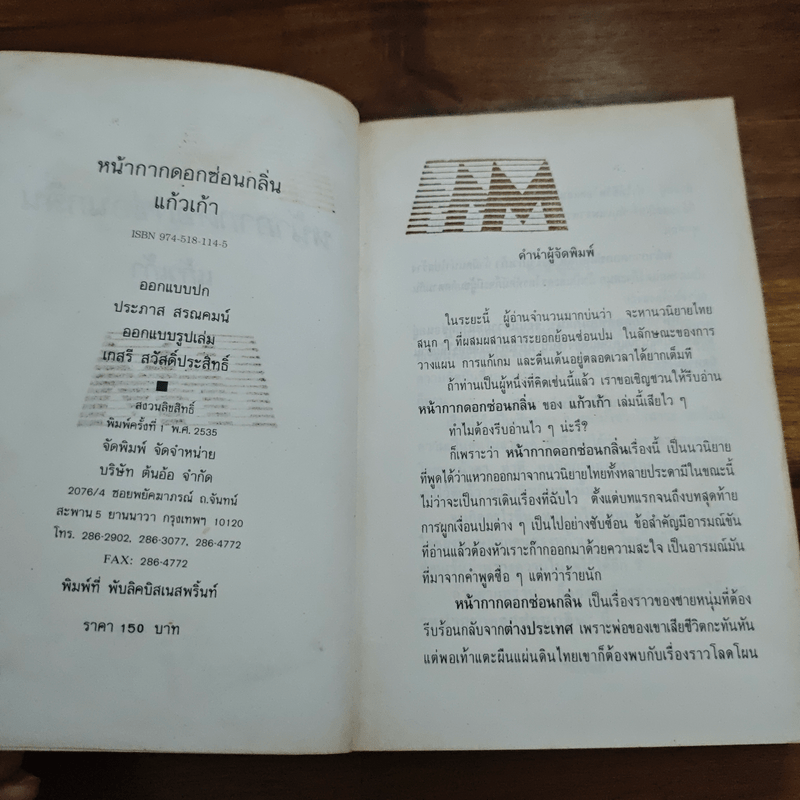 หน้ากากดอกซ่อนกลิ่น
แก้วเก้า
ISBN 974-518-114-5
ออกแบบปก
ประภาส สรณคมน์
ออกแบบรูปเล่ม
เกสรี สวัสดิ์ประสิทธิ์
สงวนลิขสิทธิ์
พิมพ์ครั้งที่ 1 พ.ศ. 2535
จัดพิมพ์ จัดจำหน่าย
บริษัท ต้นอ้อ จำกัด
2076/4 ซอยพยัคฆาภรณ์ ถ.จันทน์
สะพาน 5 ยานนาวา กรุงเทพฯ 10120
โทร. 286-2902, 286-3077, 286-4772
FAX: 286-4772
พิมพ์ที่ พับลิคบิสเนสพริ้นท์
ราคา 150 บาท
คำนำผู้จัดพิมพ์
ในระยะนี้ ผู้อ่านจำนวนมากบ่นว่า จะหานวนิยายไทย
สนุก ๆ ที่ผสมผสานสาระยอกย้อนซ่อนปม ในลักษณะของการ
วางแผน การแก้เกม และตื่นเต้นอยู่ตลอดเวลาได้ยากเต็มที
ถ้าท่านเป็นผู้หนึ่งที่คิดเช่นนี้แล้ว เราขอเชิญชวนให้รีบอ่าน
หน้ากากดอกซ่อนกลิ่น ของ แก้วเก้า เล่มนี้เสียไว ๆ
ทำไมต้องรีบอ่านไว ๆ น่ะรึ?
ก็เพราะว่า หน้ากากดอกซ่อนกลิ่นเรื่องนี้ เป็นนวนิยาย
ที่พูดได้ว่าแหวกออกมาจากนวนิยายไทยทั้งหลายประดามีในขณะนี้
ไม่ว่าจะเป็นการเดินเรื่องที่ฉับไว ตั้งแต่บทแรกจนถึงบทสุดท้าย
การผูกเงื่อนปมต่าง ๆ เป็นไปอย่างซับซ้อน ข้อสำคัญมีอารมณ์ขัน
ที่อ่านแล้วต้องหัวเราะก๊ากออกมาด้วยความสะใจ เป็นอารมณ์มัน
ที่มาจากคำพูดซื่อ ๆ แต่ทว่าร้ายนัก
หน้ากากดอกซ่อนกลิ่น เป็นเรื่องราวของชายหนุ่มที่ต้อง
รีบร้อนกลับจากต่างประเทศ เพราะพ่อของเขาเสียชีวิตกะทันหัน
แต่พอเท้าแตะผืนแผ่นดินไทยเขาก็ต้องพบกับเรื่องราวโลดโผน